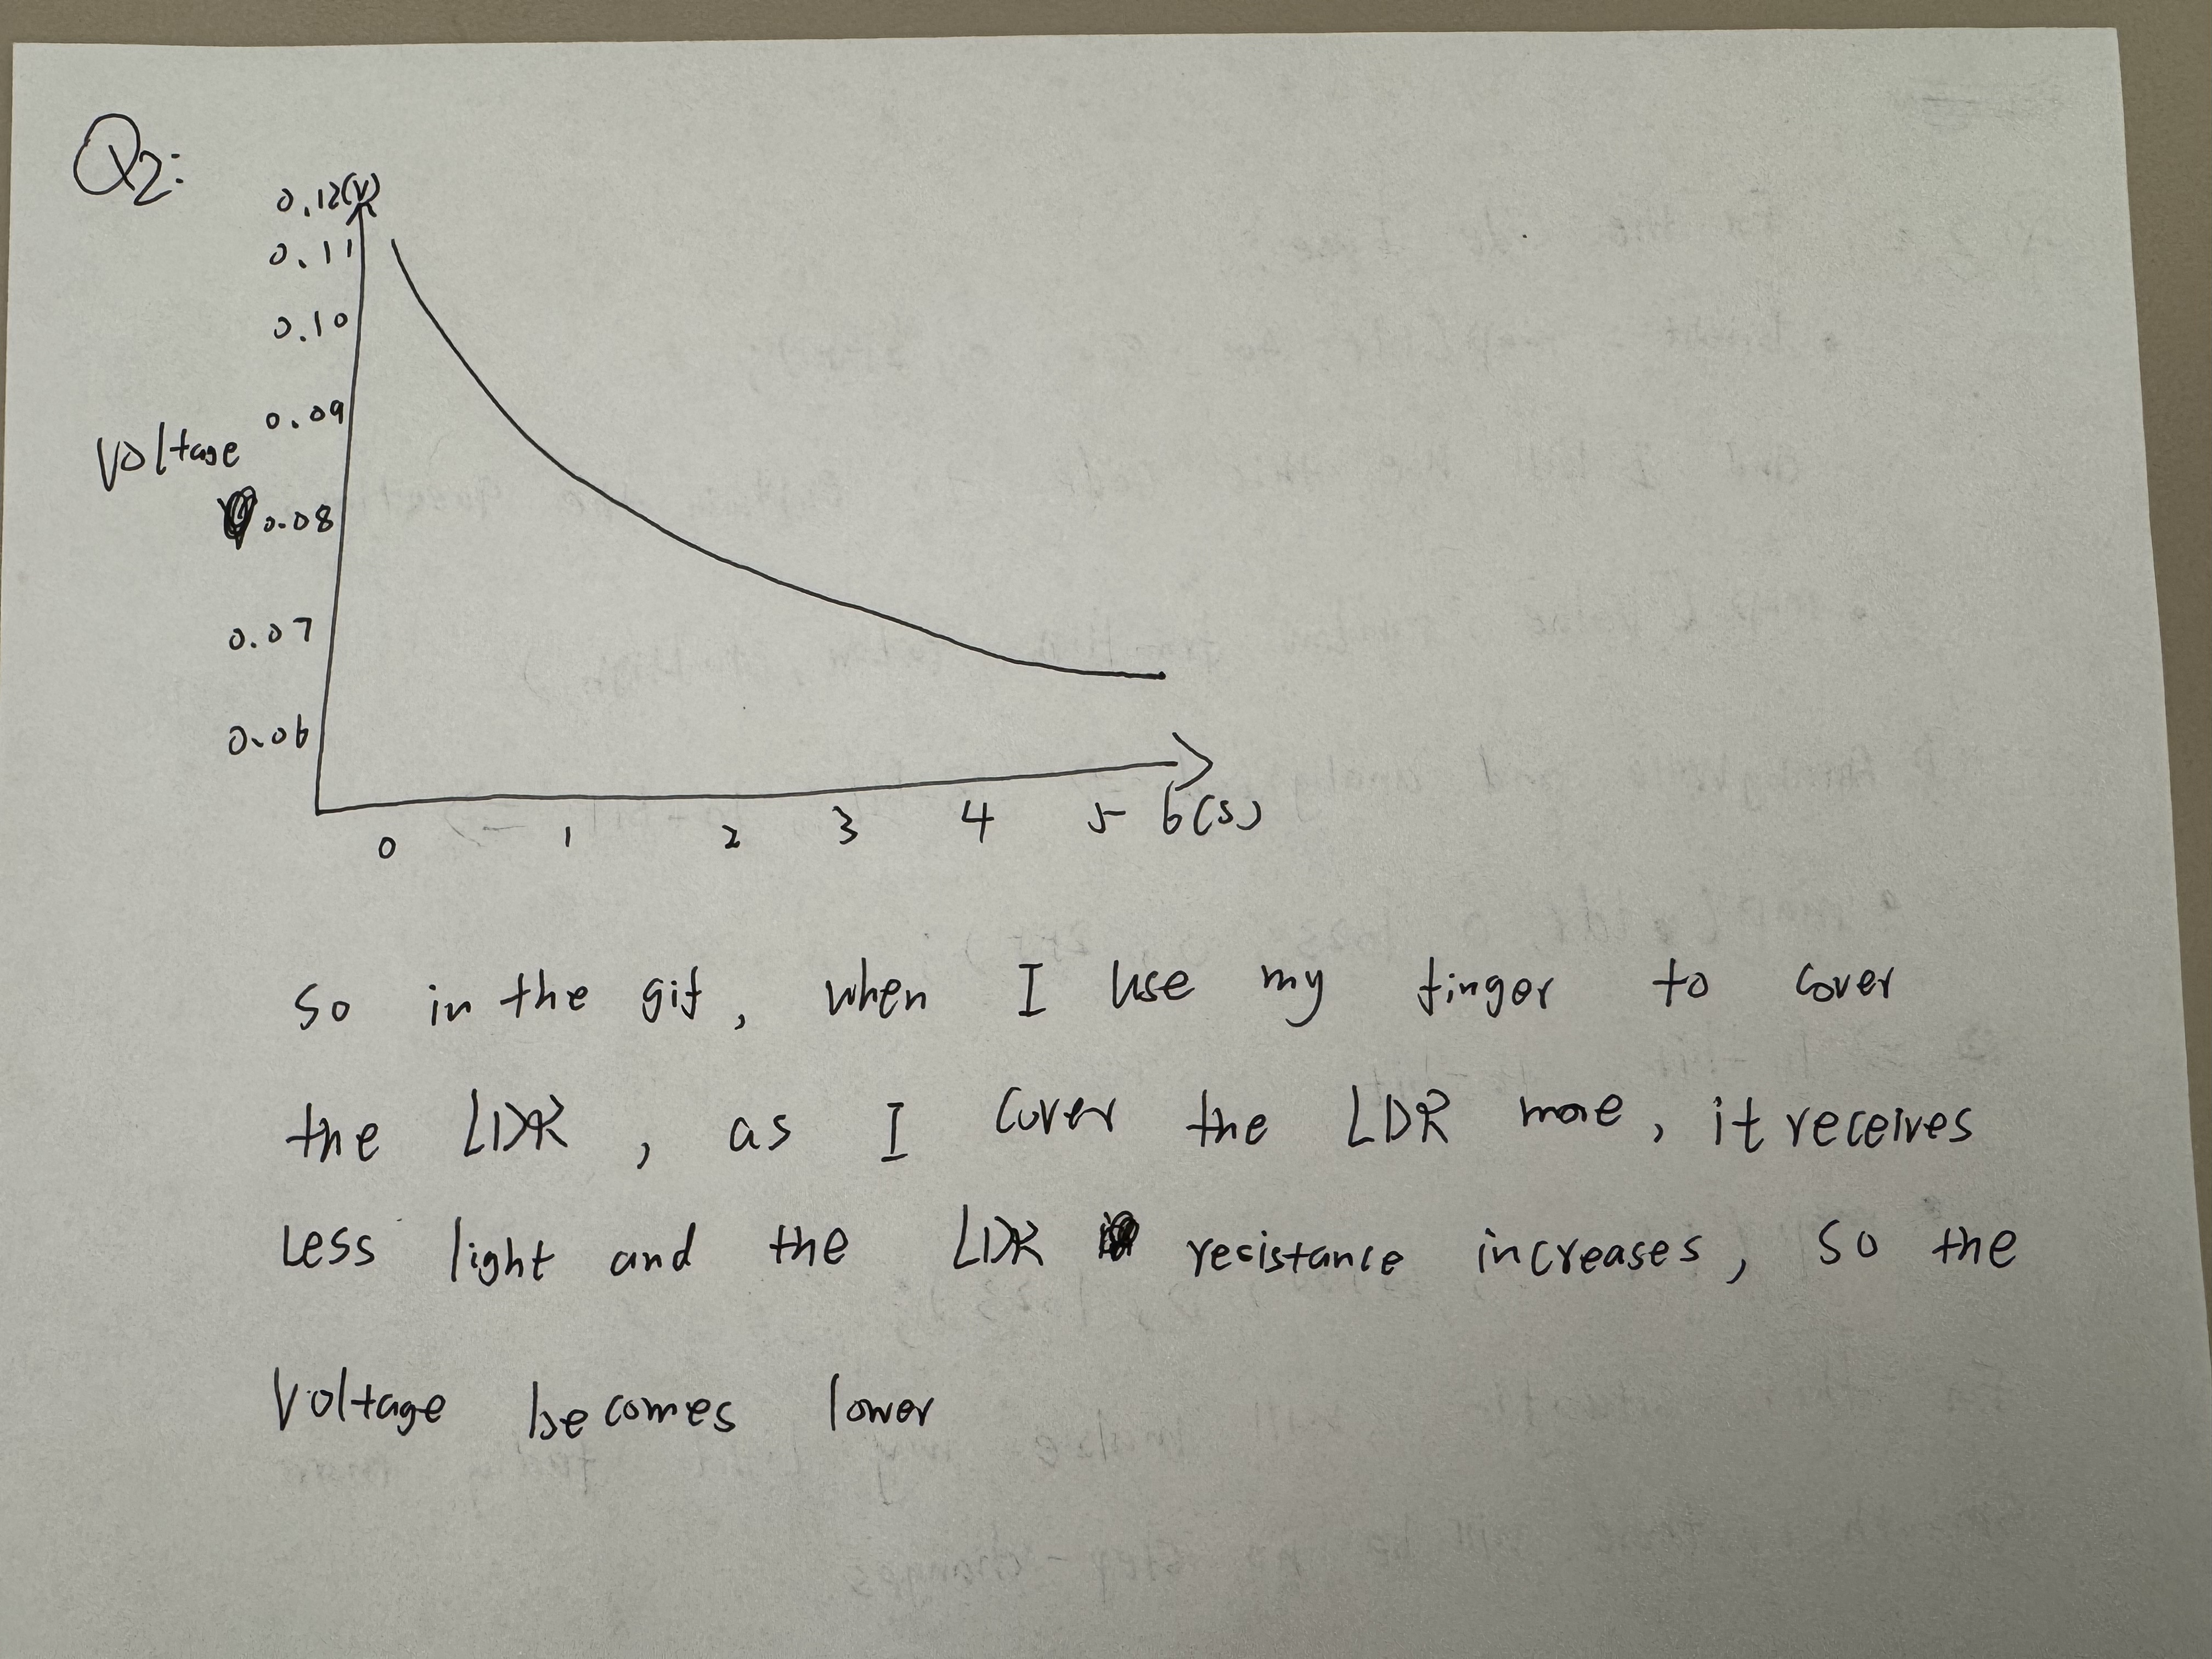 Q2:
0.12(V)
0.11
0.10
0.09
Voltage
0.08
0.07
0.06
0 1 2 3 4 5 6(s)
So in the gif, when I use my finger to cover
the LDR, as I cover the LDR more, it receives
Less light and the LDR resistance increases, so the
Voltage becomes lower